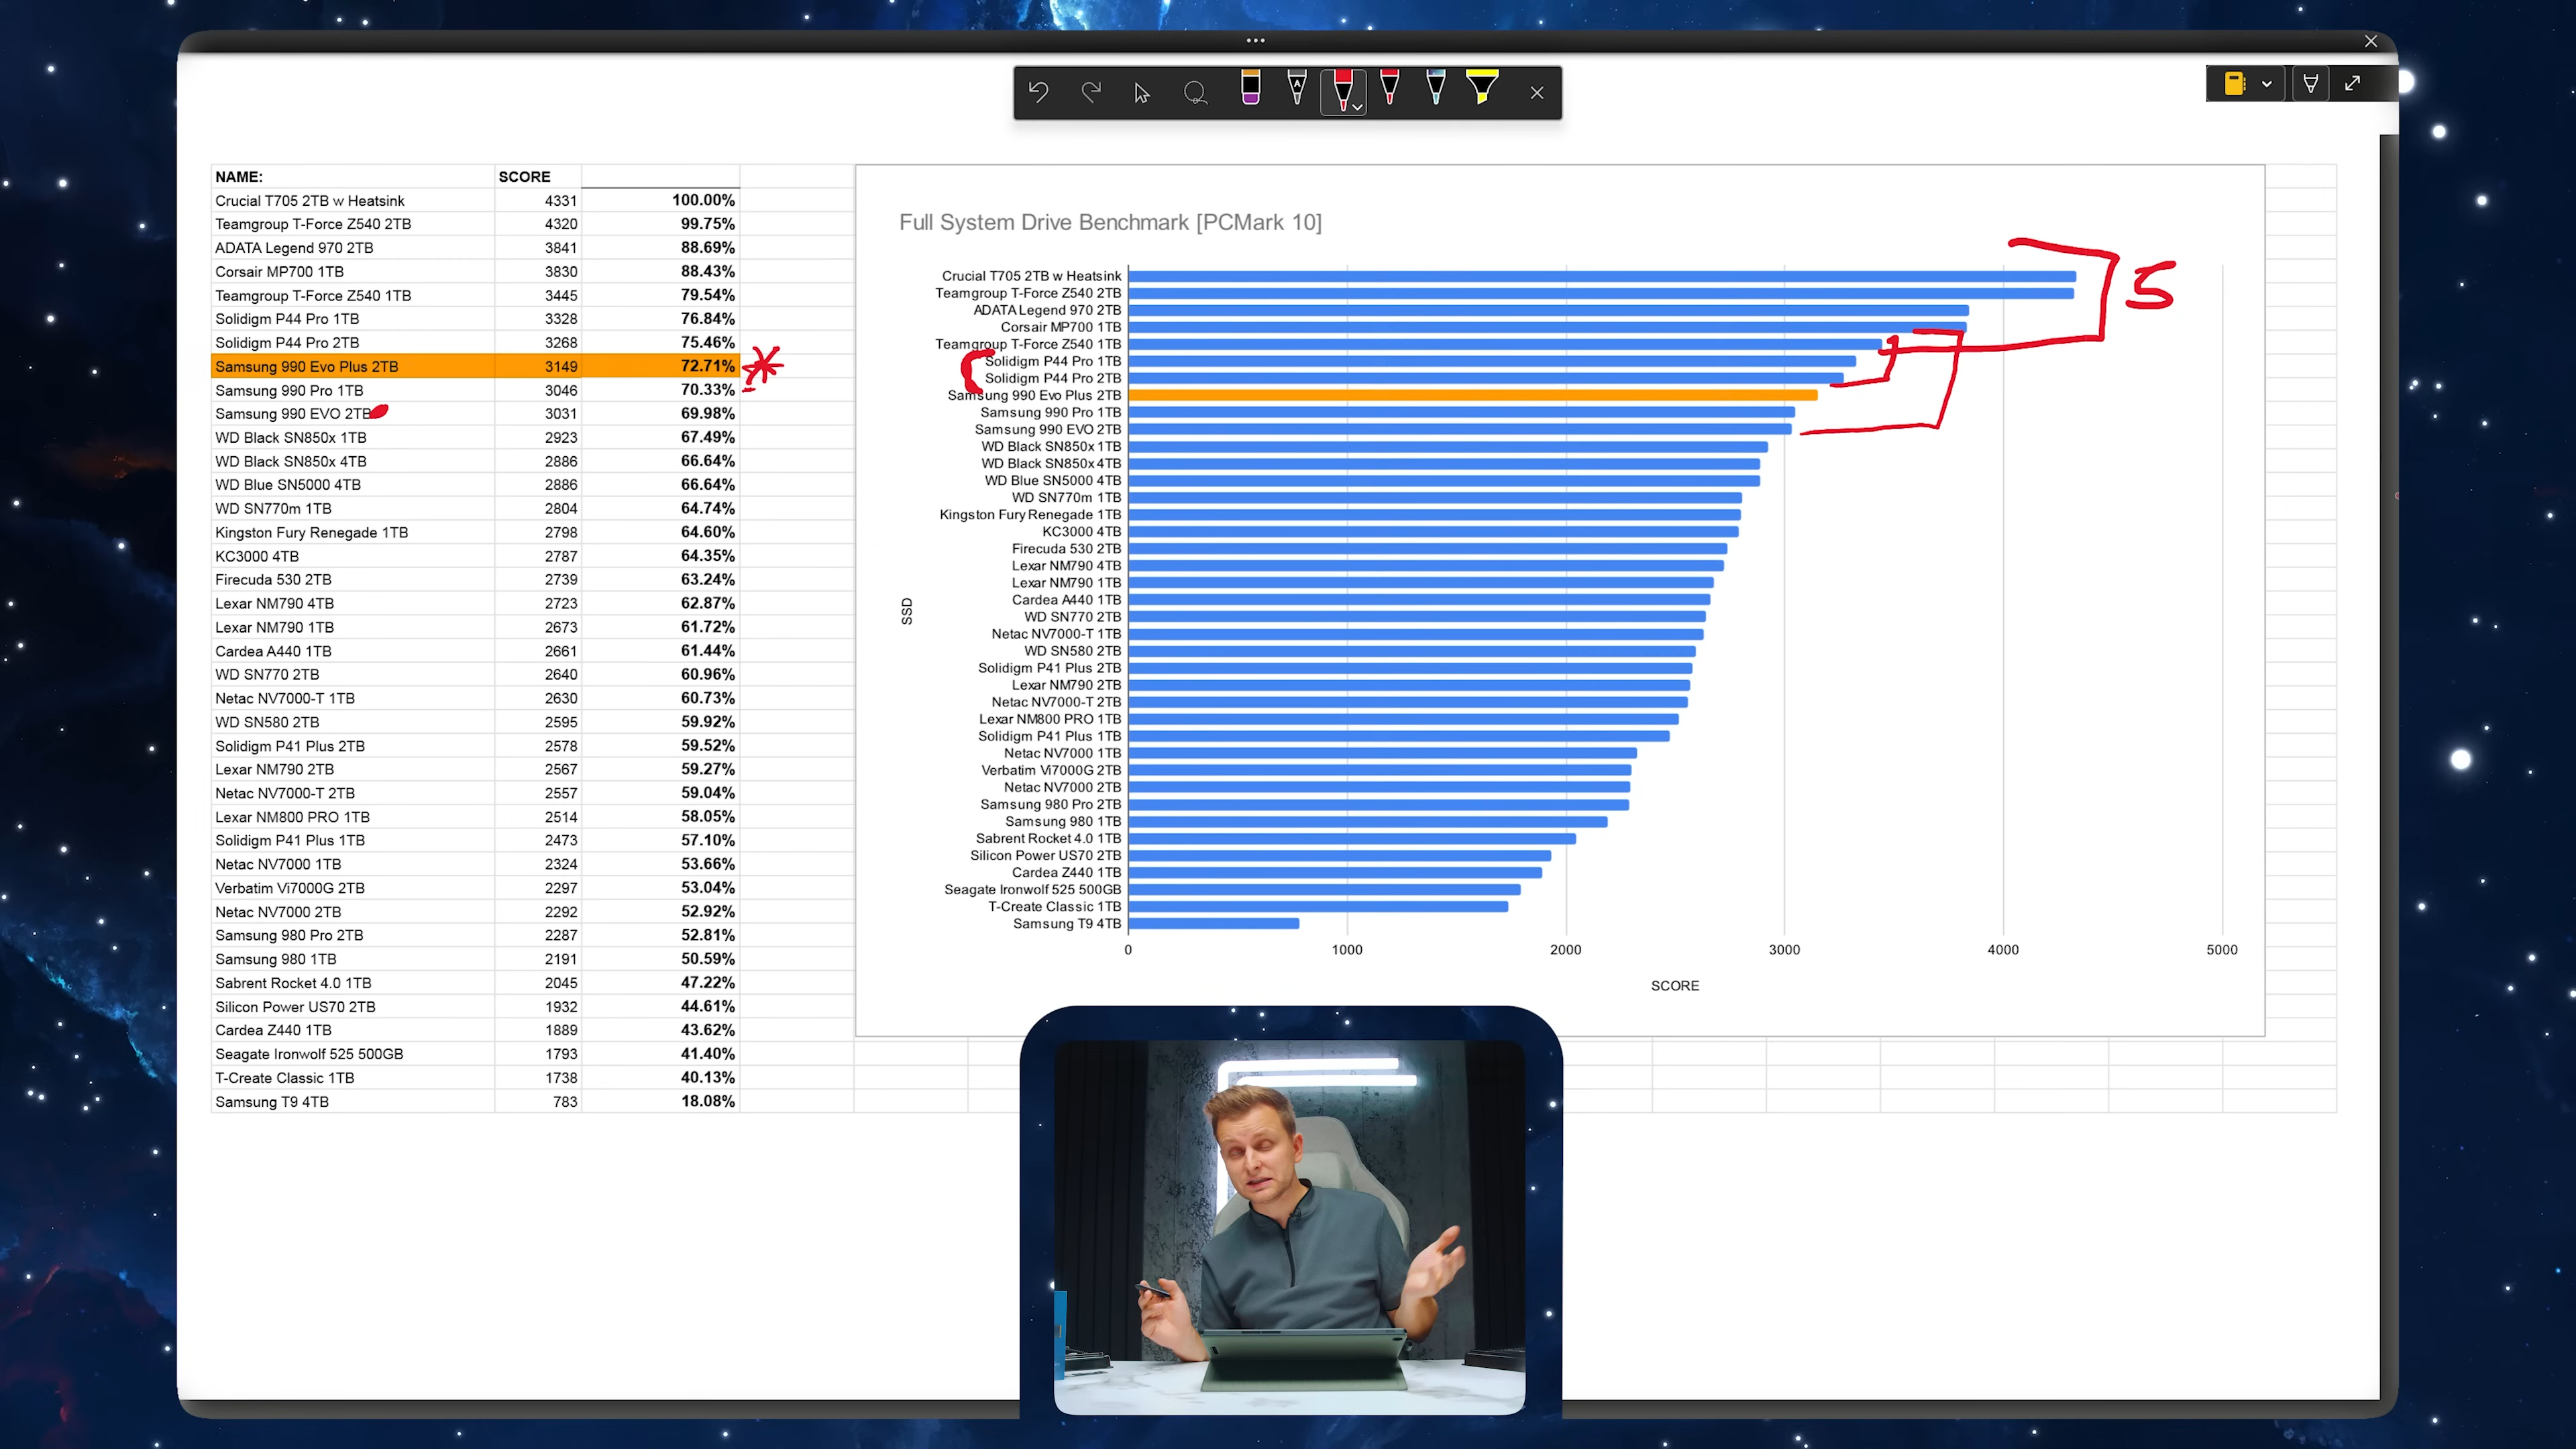 NAME: SCORE
Crucial T705 2TB w Heatsink 4331 100.00%
Teamgroup T-Force Z540 2TB 4320 99.75%
ADATA Legend 970 2TB 3841 88.69%
Corsair MP700 1TB 3830 88.43%
Teamgroup T-Force Z540 1TB 3445 79.54%
Solidigm P44 Pro 1TB 3328 76.84%
Solidigm P44 Pro 2TB 3268 75.46%
Samsung 990 Evo Plus 2TB 3149 72.71%
Samsung 990 Pro 1TB 3046 70.33%
Samsung 990 EVO 2TB 3031 69.98%
WD Black SN850x 1TB 2923 67.49%
WD Black SN850x 4TB 2886 66.64%
WD Blue SN5000 4TB 2886 66.64%
WD SN770m 1TB 2804 64.74%
Kingston Fury Renegade 1TB 2798 64.60%
KC3000 4TB 2787 64.35%
Firecuda 530 2TB 2739 63.24%
Lexar NM790 4TB 2723 62.87%
Lexar NM790 1TB 2673 61.72%
Cardea A440 1TB 2661 61.44%
WD SN770 2TB 2640 60.96%
Netac NV7000-T 1TB 2630 60.73%
WD SN580 2TB 2595 59.92%
Solidigm P41 Plus 2TB 2578 59.52%
Lexar NM790 2TB 2567 59.27%
Netac NV7000-T 2TB 2557 59.04%
Lexar NM800 PRO 1TB 2514 58.05%
Solidigm P41 Plus 1TB 2473 57.10%
Netac NV7000 1TB 2324 53.66%
Verbatim Vi7000G 2TB 2297 53.04%
Netac NV7000 2TB 2292 52.92%
Samsung 980 Pro 2TB 2287 52.81%
Samsung 980 1TB 2191 50.59%
Sabrent Rocket 4.0 1TB 2045 47.22%
Silicon Power US70 2TB 1932 44.61%
Cardea Z440 1TB 1889 43.62%
Seagate Ironwolf 525 500GB 1793 41.40%
T-Create Classic 1TB 1738 40.13%
Samsung T9 4TB 783 18.08%
Full System Drive Benchmark [PCMark 10]
Crucial T705 2TB w Heatsink
Teamgroup T-Force Z540 2TB
ADATA Legend 970 2TB
Corsair MP700 1TB
Teamgroup T-Force Z540 1TB
Solidigm P44 Pro 1TB
Solidigm P44 Pro 2TB
Samsung 990 Evo Plus 2TB
Samsung 990 Pro 1TB
Samsung 990 EVO 2TB
WD Black SN850x 1TB
WD Black SN850x 4TB
WD Blue SN5000 4TB
WD SN770m 1TB
Kingston Fury Renegade 1TB
KC3000 4TB
Firecuda 530 2TB
Lexar NM790 4TB
Lexar NM790 1TB
Cardea A440 1TB
WD SN770 2TB
Netac NV7000-T 1TB
WD SN580 2TB
Solidigm P41 Plus 2TB
Lexar NM790 2TB
Netac NV7000-T 2TB
Lexar NM800 PRO 1TB
Solidigm P41 Plus 1TB
Netac NV7000 1TB
Verbatim Vi7000G 2TB
Netac NV7000 2TB
Samsung 980 Pro 2TB
Samsung 980 1TB
Sabrent Rocket 4.0 1TB
Silicon Power US70 2TB
Cardea Z440 1TB
Seagate Ironwolf 525 500GB
T-Create Classic 1TB
Samsung T9 4TB
SSD
0 1000 2000 3000 4000 5000
SCORE
5